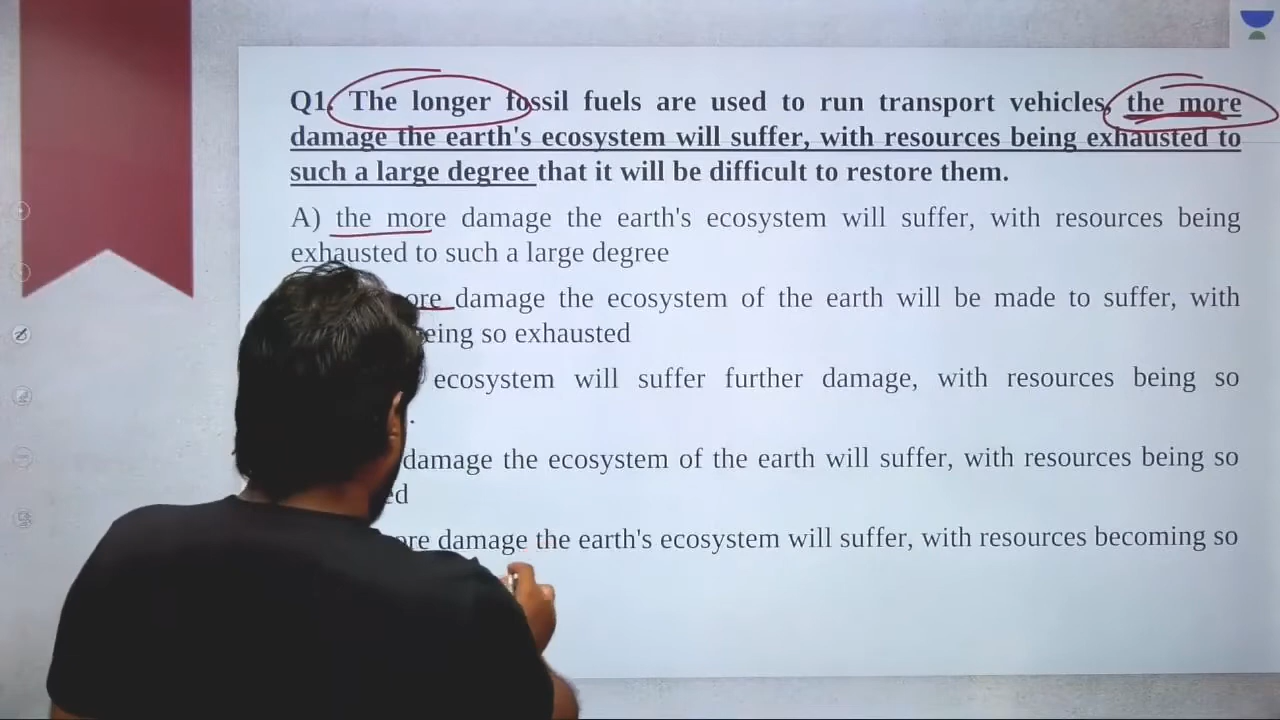 Q1. The longer fossil fuels are used to run transport vehicles, the more
damage the earth's ecosystem will suffer, with resources being exhausted to
such a large degree that it will be difficult to restore them.
A) the more damage the earth's ecosystem will suffer, with resources being
exhausted to such a large degree
damage the ecosystem of the earth will be made to suffer, with
so exhausted
ecosystem will suffer further damage, with resources being so
damage the ecosystem of the earth will suffer, with resources being so
damage the earth's ecosystem will suffer, with resources becoming so